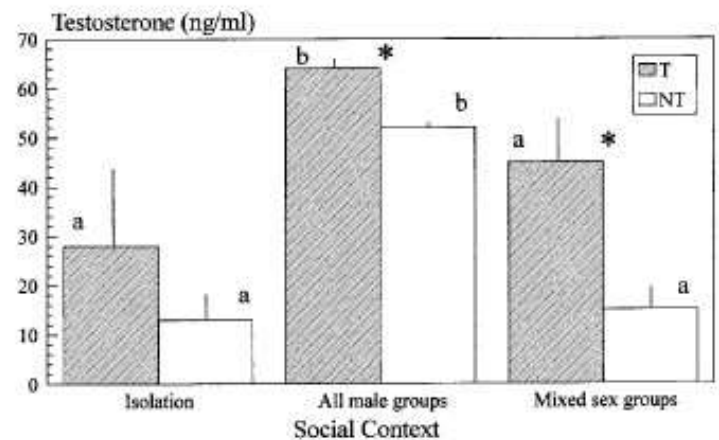 Testosterone (ng/ml)
70
60
50
40
30
20
10
0
b
*
b
a
*
a
a
a
T
NT
Isolation
All male groups
Mixed sex groups
Social Context